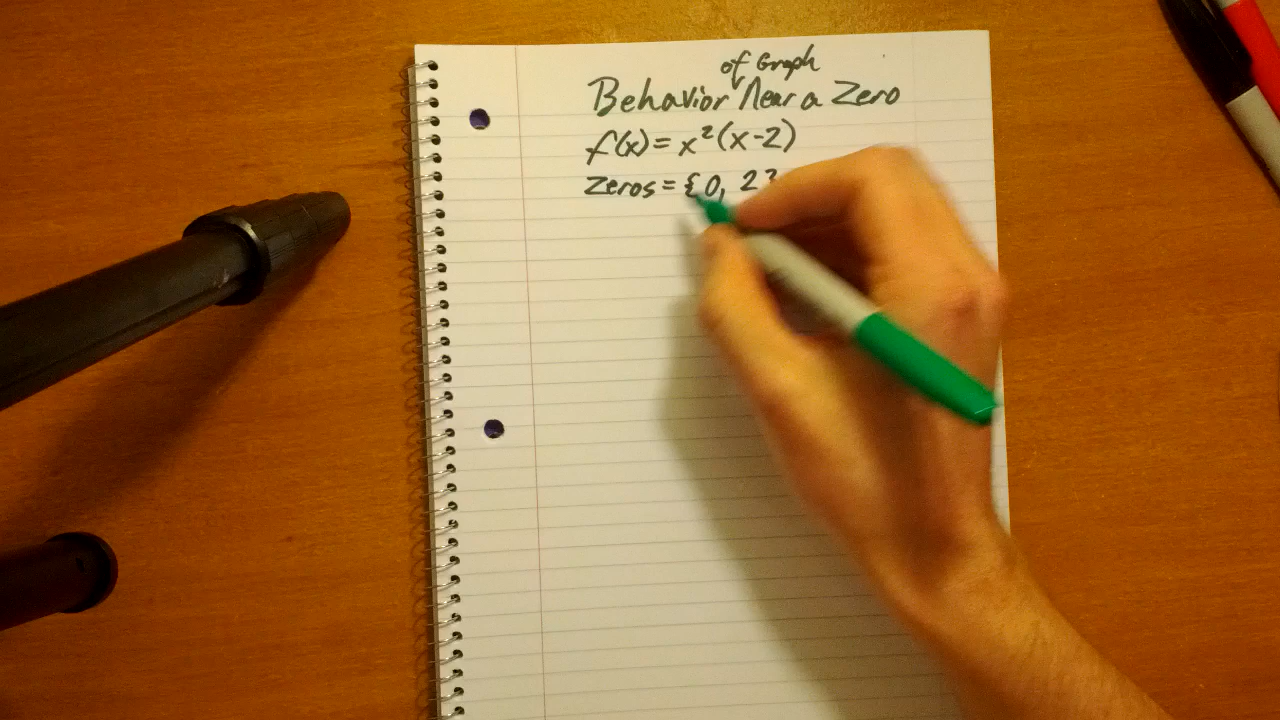 of Graph
Behavior Near a Zero
f(x) = x²(x-2)
Zeros = {0, 2}